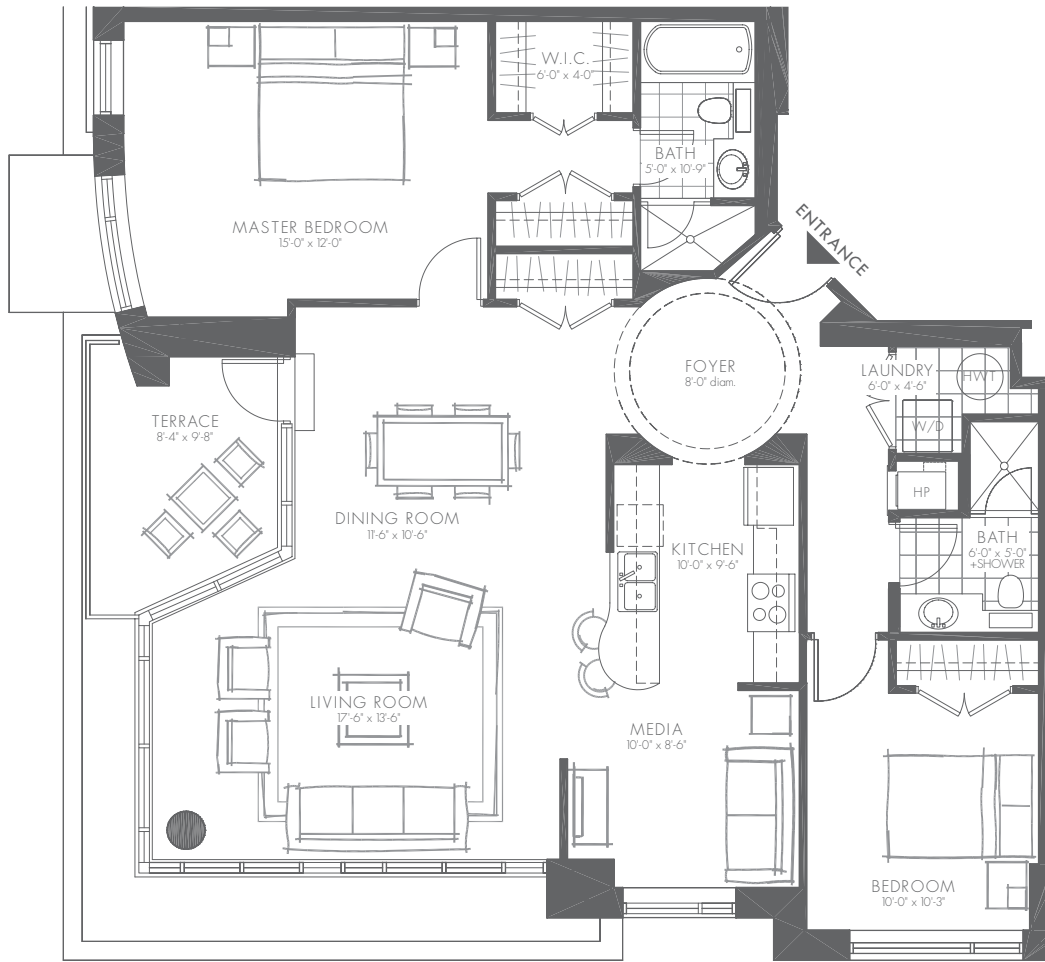 W.I.C.
6'-0" x 4-0"
BATH
5'-0" x 10'-9"
MASTER BEDROOM
15'-0" x 12'-0"
ENTRANCE
FOYER
8'-0" diam.
LAUNDRY
6'-0" x 4'-6"
HWT
W/D
TERRACE
8'-4" x 9'-8"
HP
DINING ROOM
11'-6" x 10'-6"
KITCHEN
10'-0" x 9'-6"
BATH
6'-0" x 5'-0"
+SHOWER
LIVING ROOM
17'-6" x 13'-6"
MEDIA
10'-0" x 8'-6"
BEDROOM
10'-0" x 10'-3"